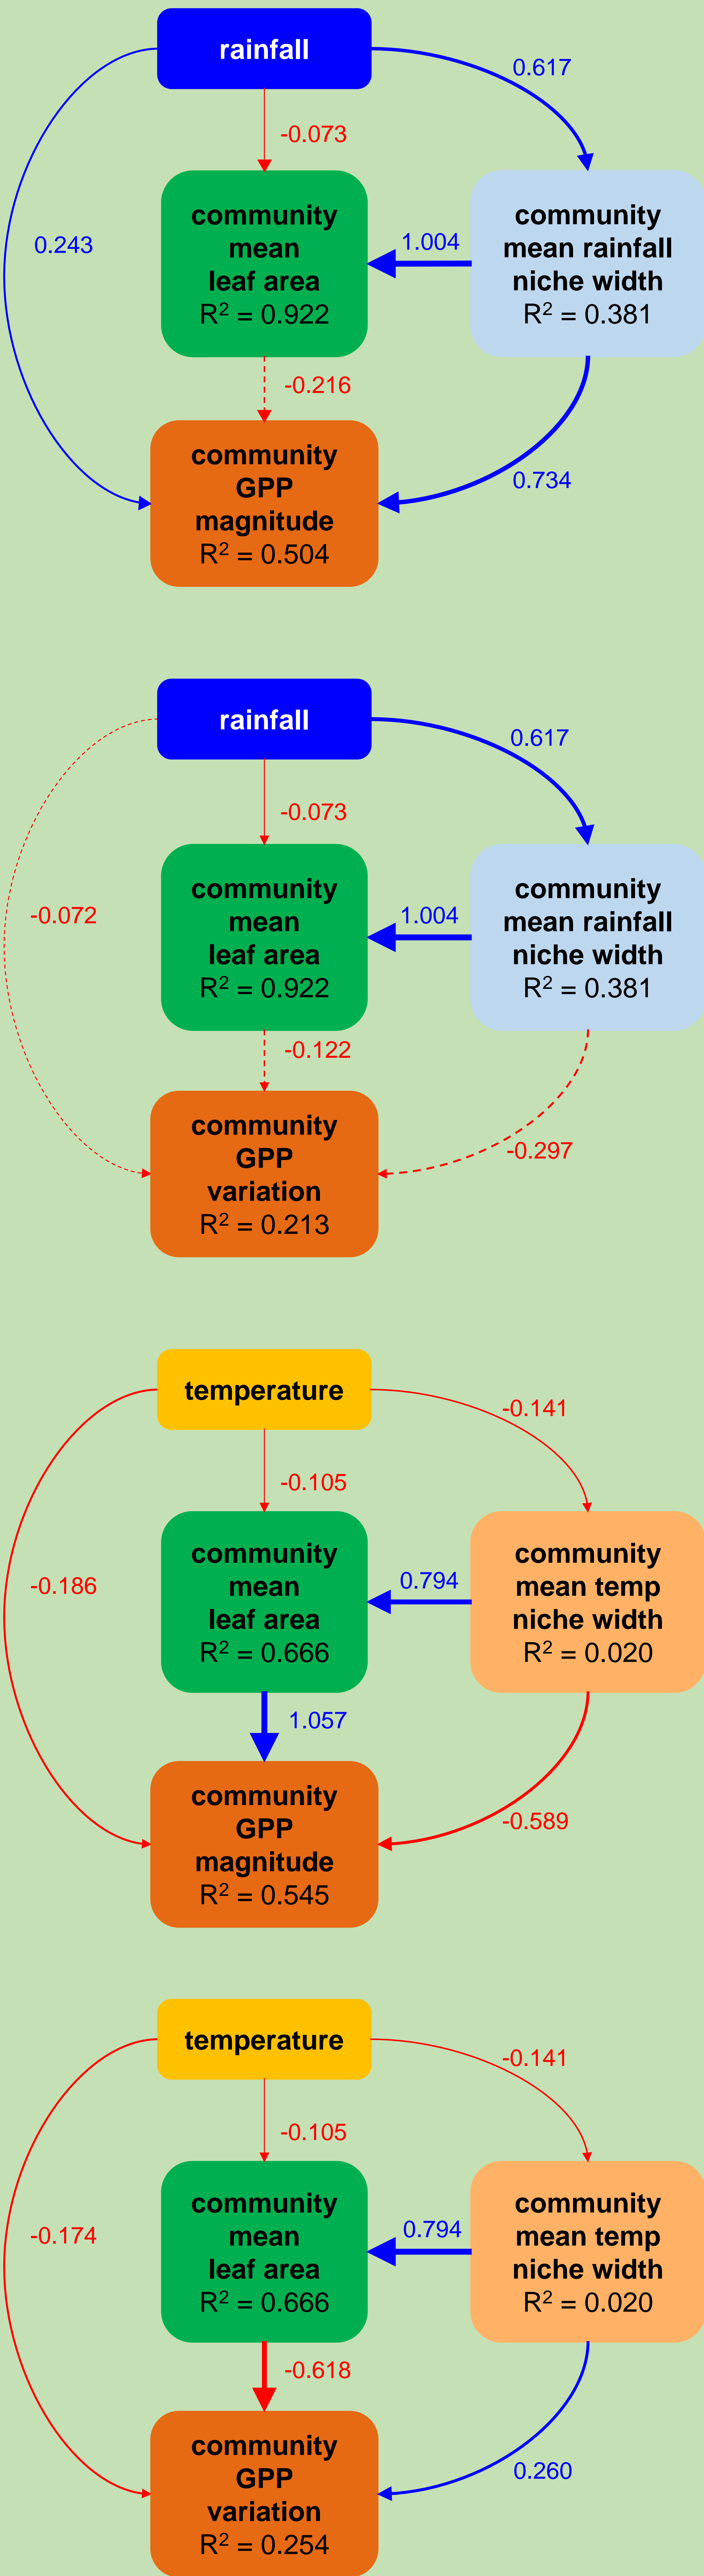 rainfall
0.617
-0.073
0.243
community
mean
leaf area
R² = 0.922
1.004
community
mean rainfall
niche width
R² = 0.381
-0.216
community
GPP
magnitude
R² = 0.504
0.734
rainfall
0.617
-0.073
-0.072
community
mean
leaf area
R² = 0.922
1.004
community
mean rainfall
niche width
R² = 0.381
-0.122
community
GPP
variation
R² = 0.213
-0.297
temperature
-0.141
-0.105
-0.186
community
mean
leaf area
R² = 0.666
0.794
community
mean temp
niche width
R² = 0.020
1.057
community
GPP
magnitude
R² = 0.545
-0.589
temperature
-0.141
-0.105
-0.174
community
mean
leaf area
R² = 0.666
0.794
community
mean temp
niche width
R² = 0.020
-0.618
community
GPP
variation
R² = 0.254
0.260